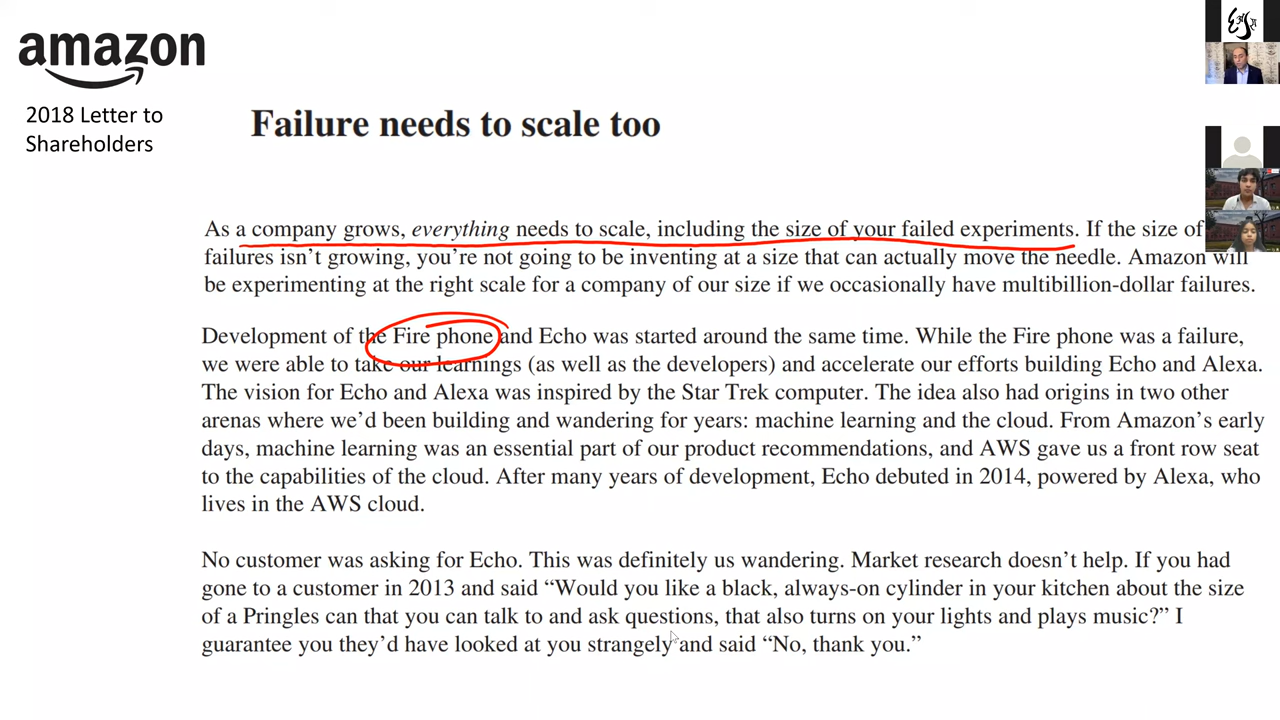 amazon
2018 Letter to
Shareholders
Failure needs to scale too
As a company grows, everything needs to scale, including the size of your failed experiments. If the size of
failures isn’t growing, you’re not going to be inventing at a size that can actually move the needle. Amazon will
be experimenting at the right scale for a company of our size if we occasionally have multibillion-dollar failures.
Development of the Fire phone and Echo was started around the same time. While the Fire phone was a failure,
we were able to take our learnings (as well as the developers) and accelerate our efforts building Echo and Alexa.
The vision for Echo and Alexa was inspired by the Star Trek computer. The idea also had origins in two other
arenas where we’d been building and wandering for years: machine learning and the cloud. From Amazon’s early
days, machine learning was an essential part of our product recommendations, and AWS gave us a front row seat
to the capabilities of the cloud. After many years of development, Echo debuted in 2014, powered by Alexa, who
lives in the AWS cloud.
No customer was asking for Echo. This was definitely us wandering. Market research doesn’t help. If you had
gone to a customer in 2013 and said “Would you like a black, always-on cylinder in your kitchen about the size
of a Pringles can that you can talk to and ask questions, that also turns on your lights and plays music?” I
guarantee you they’d have looked at you strangely and said “No, thank you.”